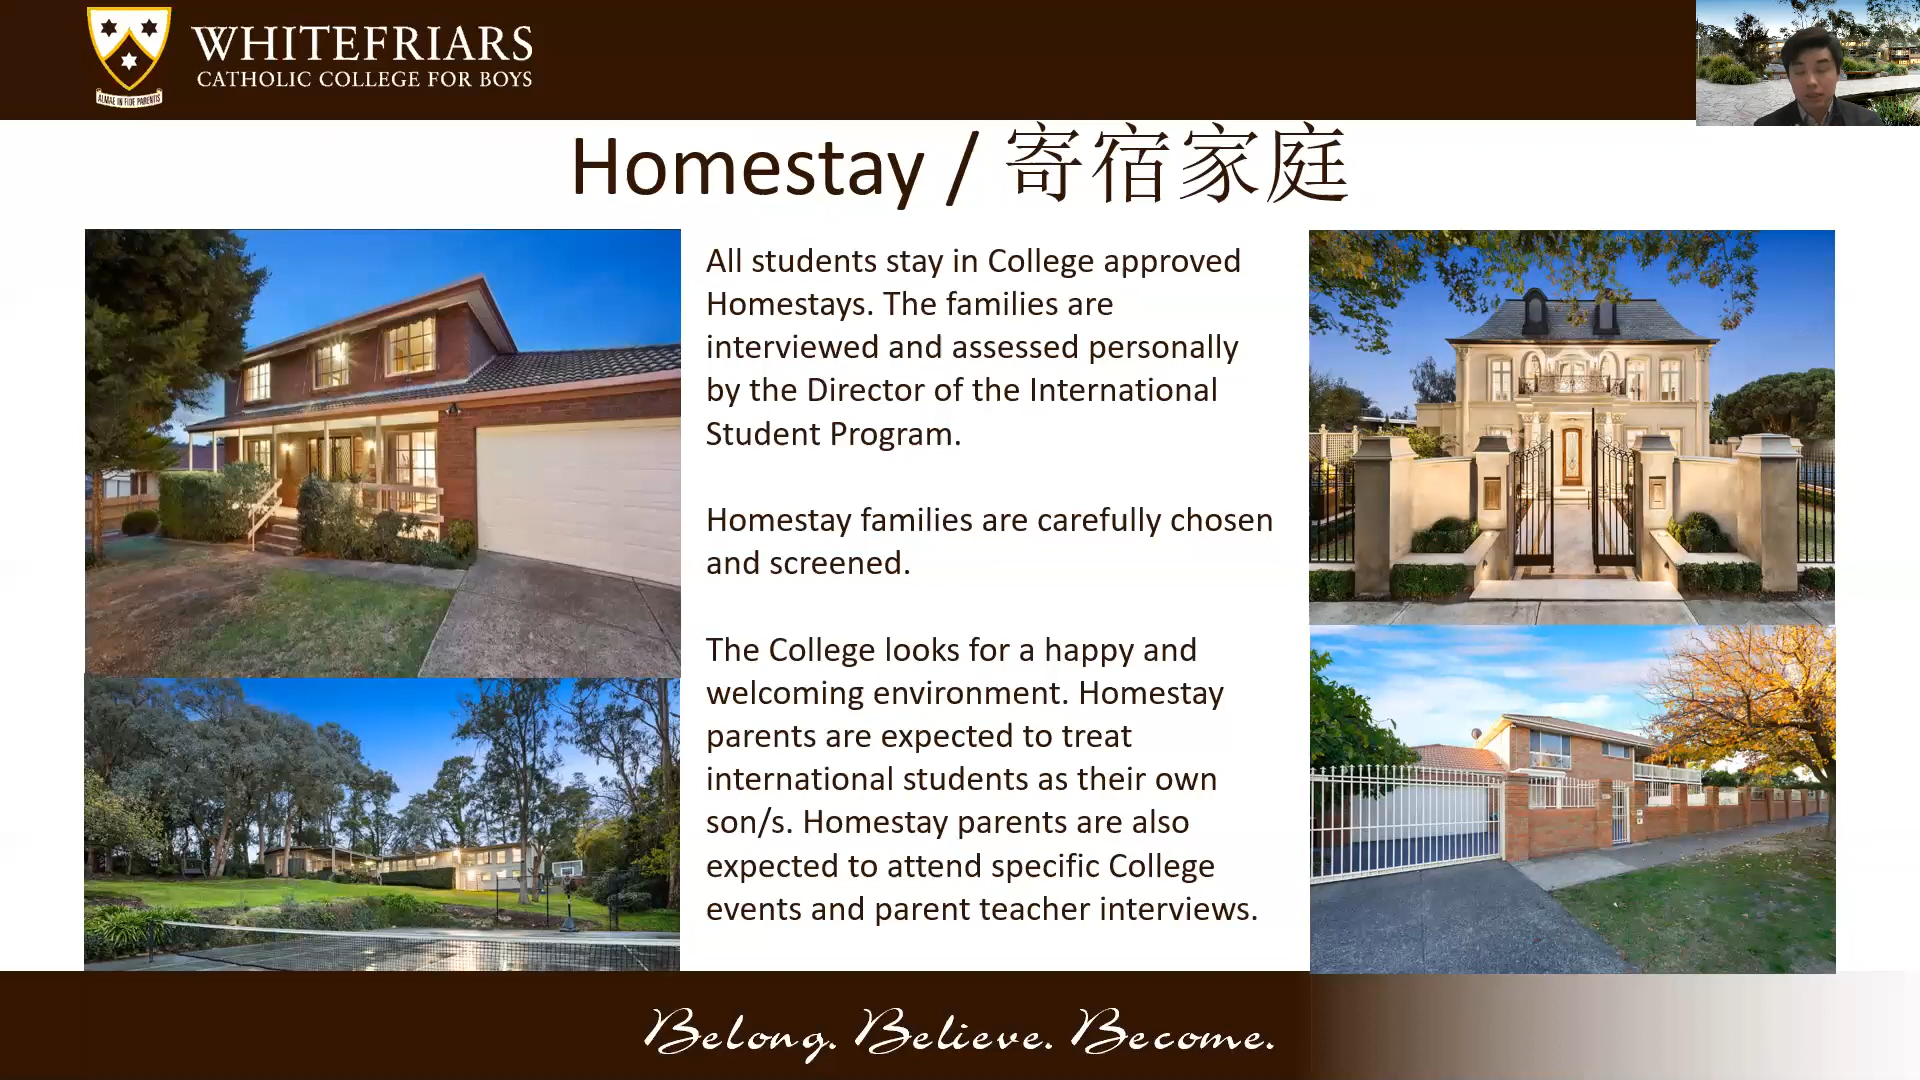 WHITEFRIARS
CATHOLIC COLLEGE FOR BOYS
ALMAE IN FIDE PARENTIS
Homestay / 寄宿家庭
All students stay in College approved
Homestays. The families are
interviewed and assessed personally
by the Director of the International
Student Program.
Homestay families are carefully chosen
and screened.
The College looks for a happy and
welcoming environment. Homestay
parents are expected to treat
international students as their own
son/s. Homestay parents are also
expected to attend specific College
events and parent teacher interviews.
Belong. Believe. Become.